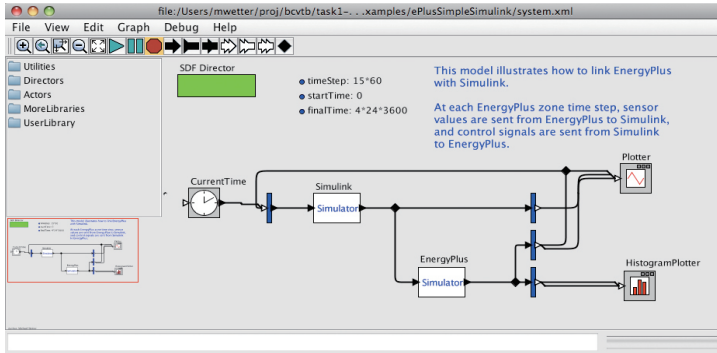 file:/Users/mwetter/proj/bcvtb/task1-...xamples/ePlusSimpleSimulink/system.xml
File View Edit Graph Debug Help
Utilities
Directors
Actors
MoreLibraries
UserLibrary
SDF Director
timeStep: 15*60
startTime: 0
finalTime: 4*24*3600
This model illustrates how to link EnergyPlus
with Simulink.
At each EnergyPlus zone time step, sensor
values are sent from EnergyPlus to Simulink,
and control signals are sent from Simulink
to EnergyPlus.
Plotter
CurrentTime
Simulink
Simulator
EnergyPlus
Simulator
HistogramPlotter